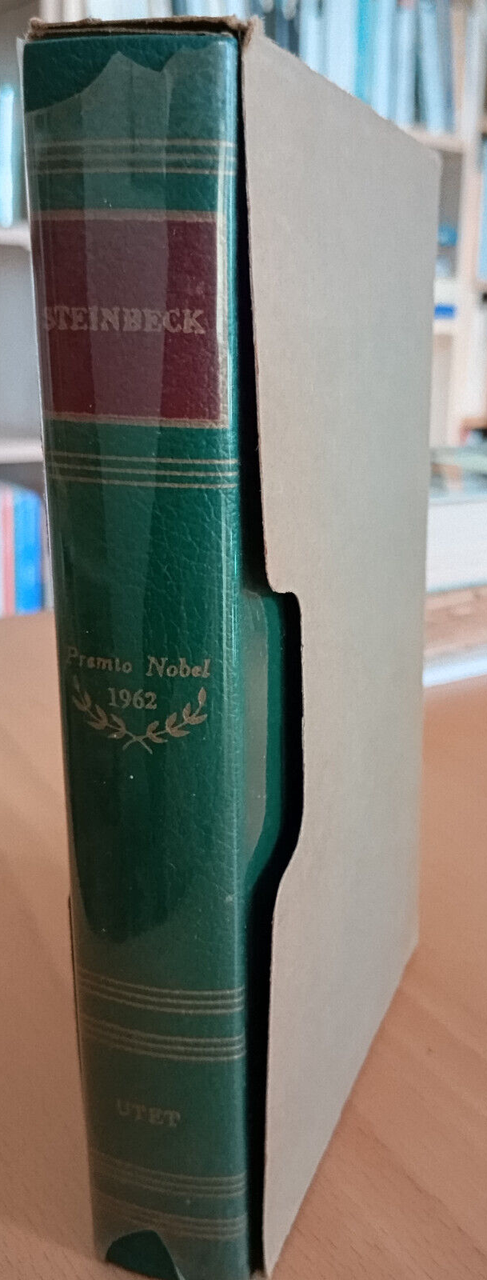 STEINBECK
Premio Nobel
1962
UTET